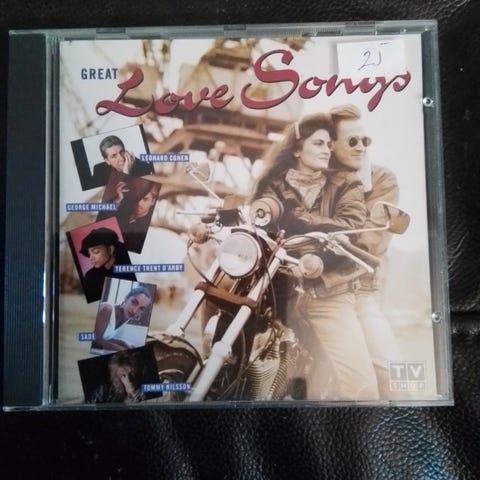 GREAT
Love Songs
25
LEONARD COHEN
GEORGE MICHAEL
TERENCE TRENT D'ARBY
SADE
TOMMY NILSSON
TV
SHOP